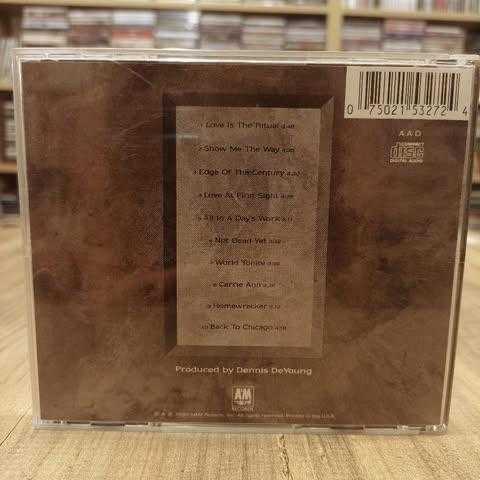 0 75021 53272 4
A A D
COMPACT
disc
DIGITAL AUDIO
1 Love Is The Ritual
2 Show Me The Way
3 Edge Of The Century
4 Love At First Sight
5 All In A Day's Work
6 Not Dead Yet
7 World Tonite
8 Carrie Ann
9 Homewrecker
10 Back To Chicago
Produced by Dennis DeYoung
A&M
RECORDS